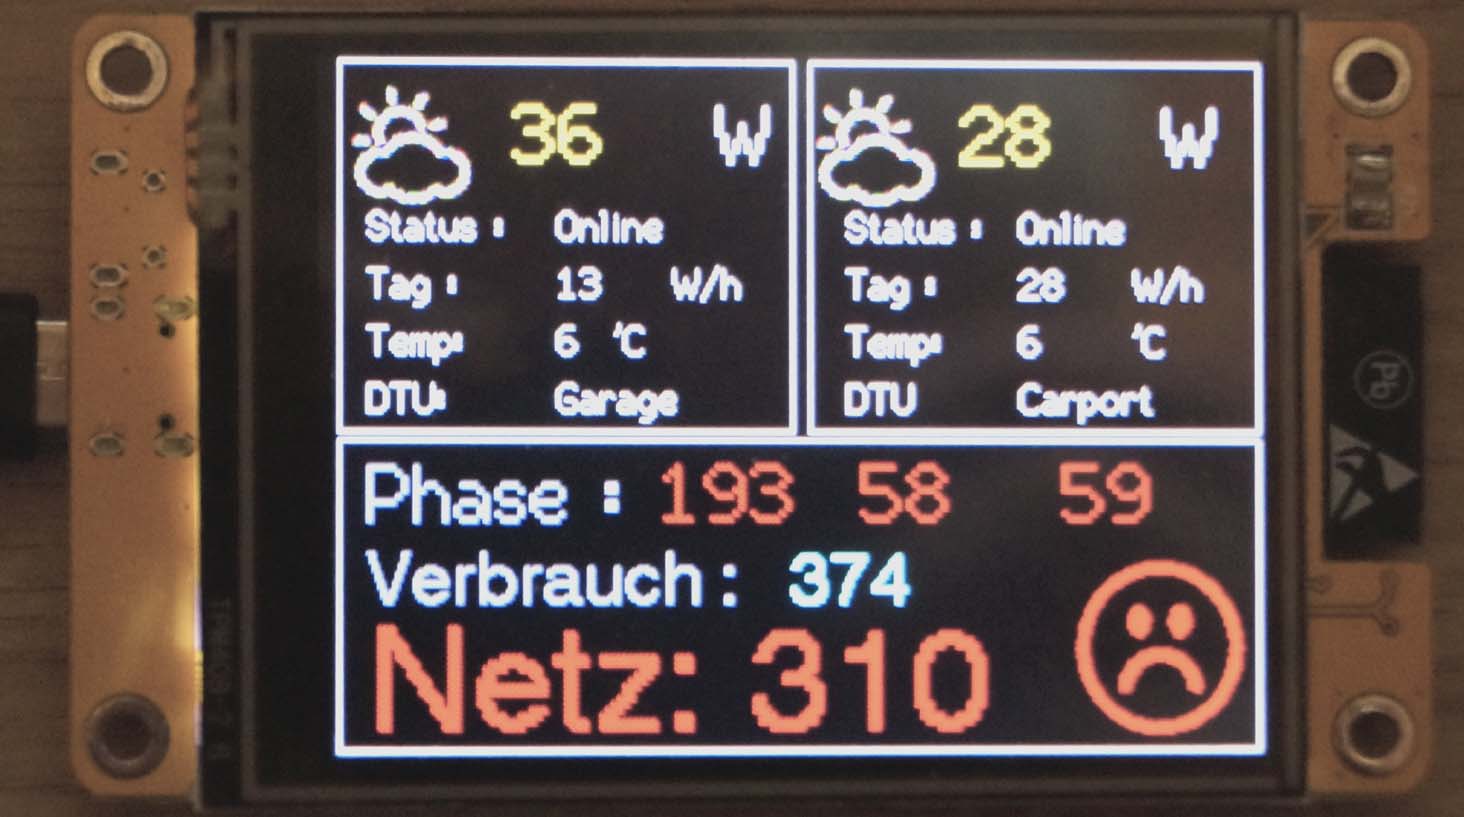 36 W
Status : Online
Tag : 13 W/h
Temp: 6 °C
DTU: Garage
28 W
Status : Online
Tag : 28 W/h
Temp: 6 °C
DTU Carport
Phase : 193 58 59
Verbrauch : 374
Netz: 310
Pb